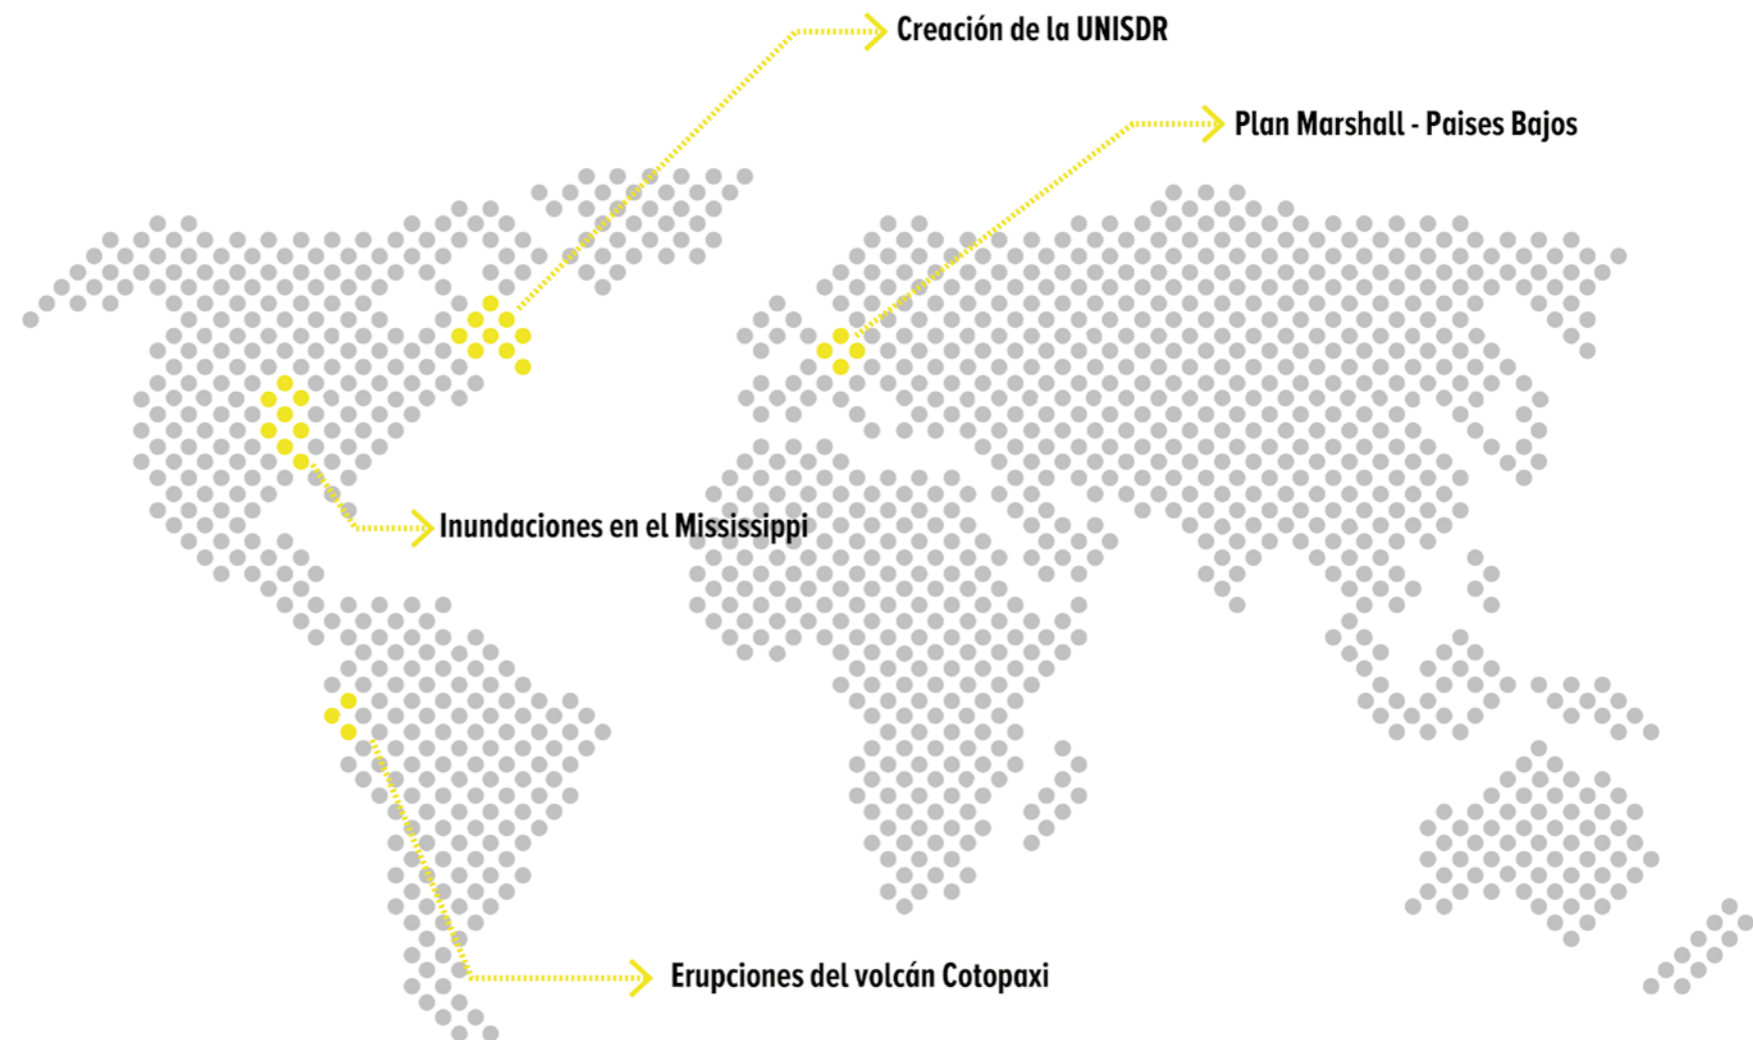 Creación de la UNISDR
Plan Marshall - Paises Bajos
Inundaciones en el Mississippi
Erupciones del volcán Cotopaxi